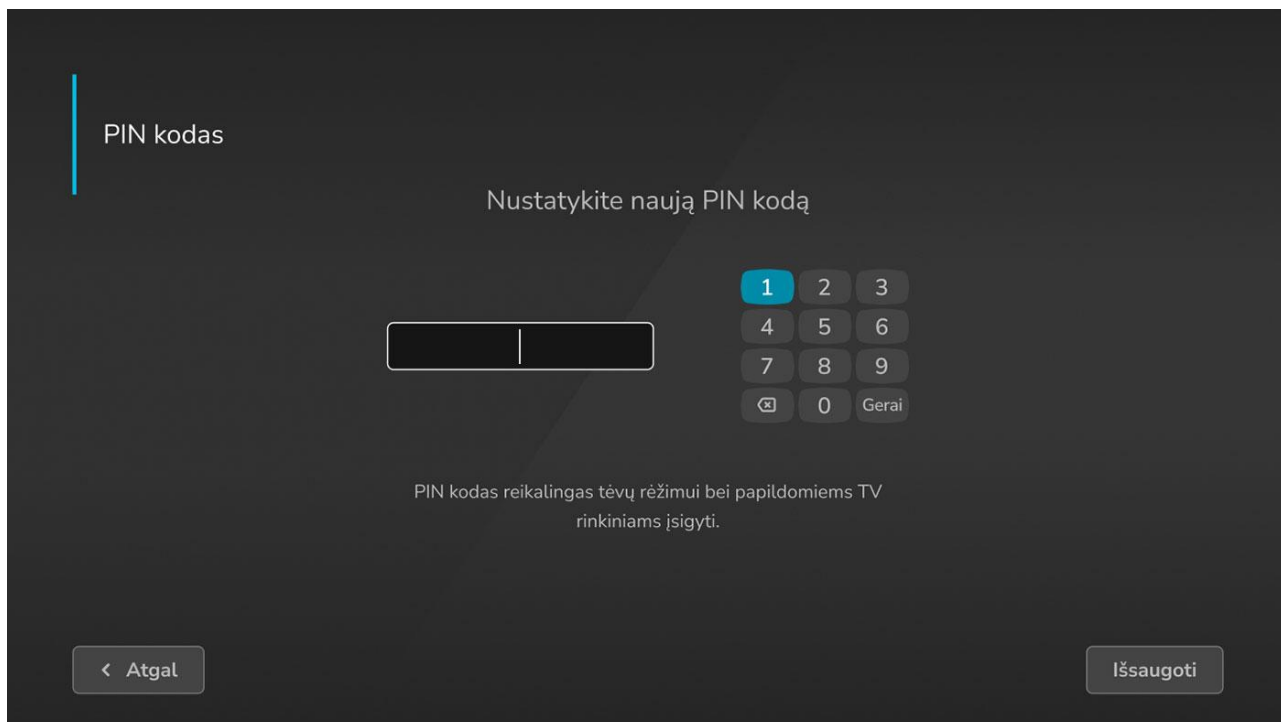 PIN kodas
Nustatykite naują PIN kodą
1 2 3
4 5 6
7 8 9
0 Gerai
PIN kodas reikalingas tėvų rėžimui bei papildomiems TV
rinkiniams įsigyti.
Atgal
Išsaugoti